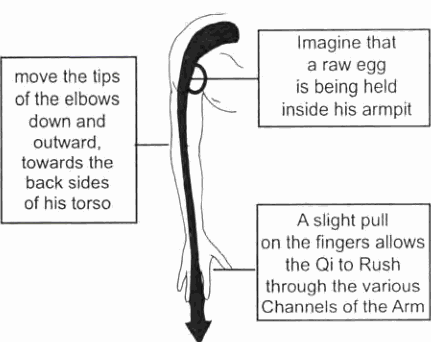 move the tips
of the elbows
down and
outward,
towards the
back sides
of his torso
Imagine that
a raw egg
is being held
inside his armpit
A slight pull
on the fingers allows
the Qi to Rush
through the various
Channels of the Arm